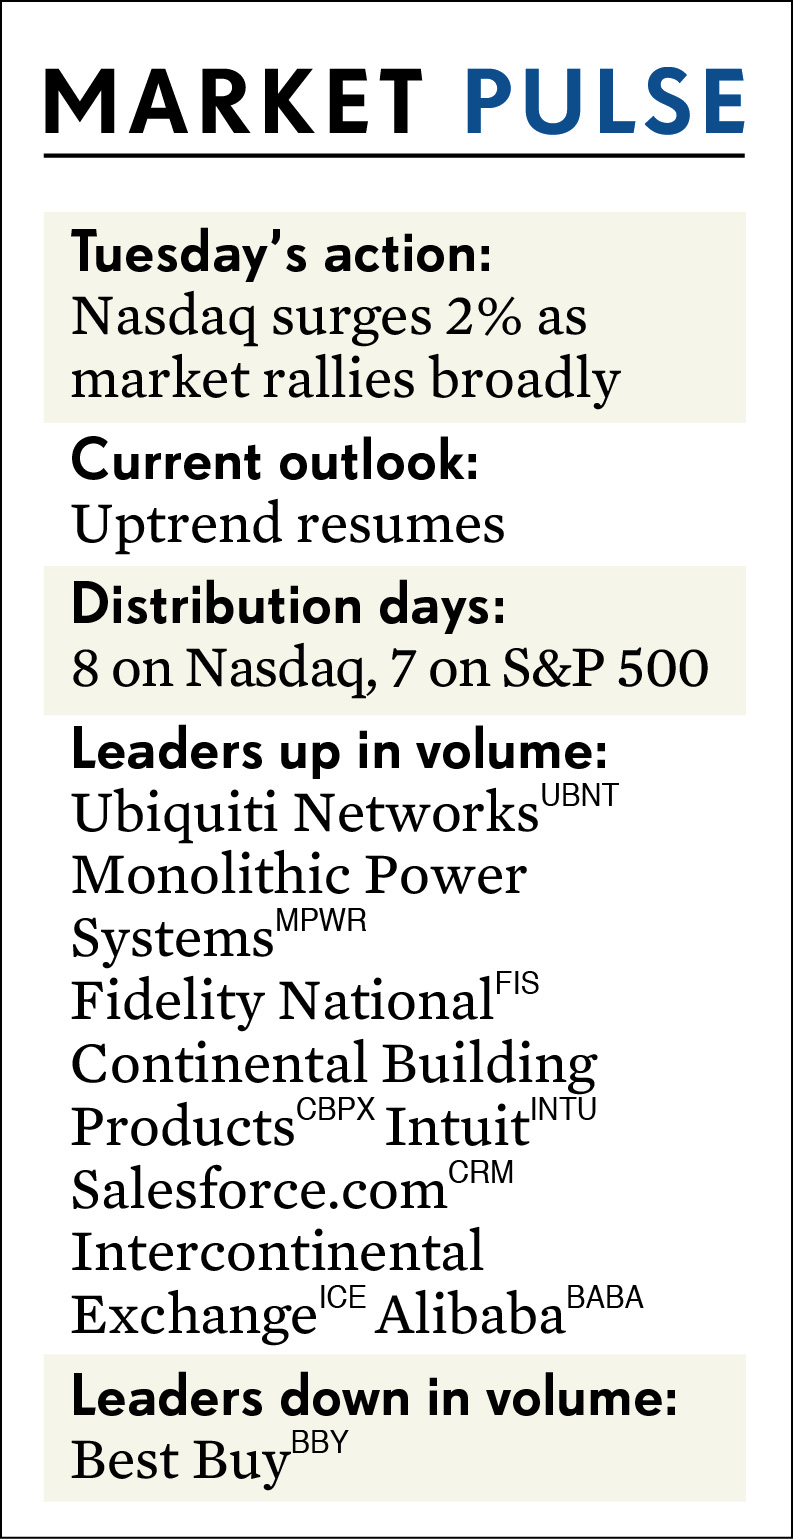 MARKET PULSE
Tuesday’s action:
Nasdaq surges 2% as
market rallies broadly
Current outlook:
Uptrend resumes
Distribution days:
8 on Nasdaq, 7 on S&P 500
Leaders up in volume:
Ubiquiti Networks UBNT
Monolithic Power
Systems MPWR
Fidelity National FIS
Continental Building
Products CBPX Intuit INTU
Salesforce.com CRM
Intercontinental
Exchange ICE Alibaba BABA
Leaders down in volume:
Best Buy BBY